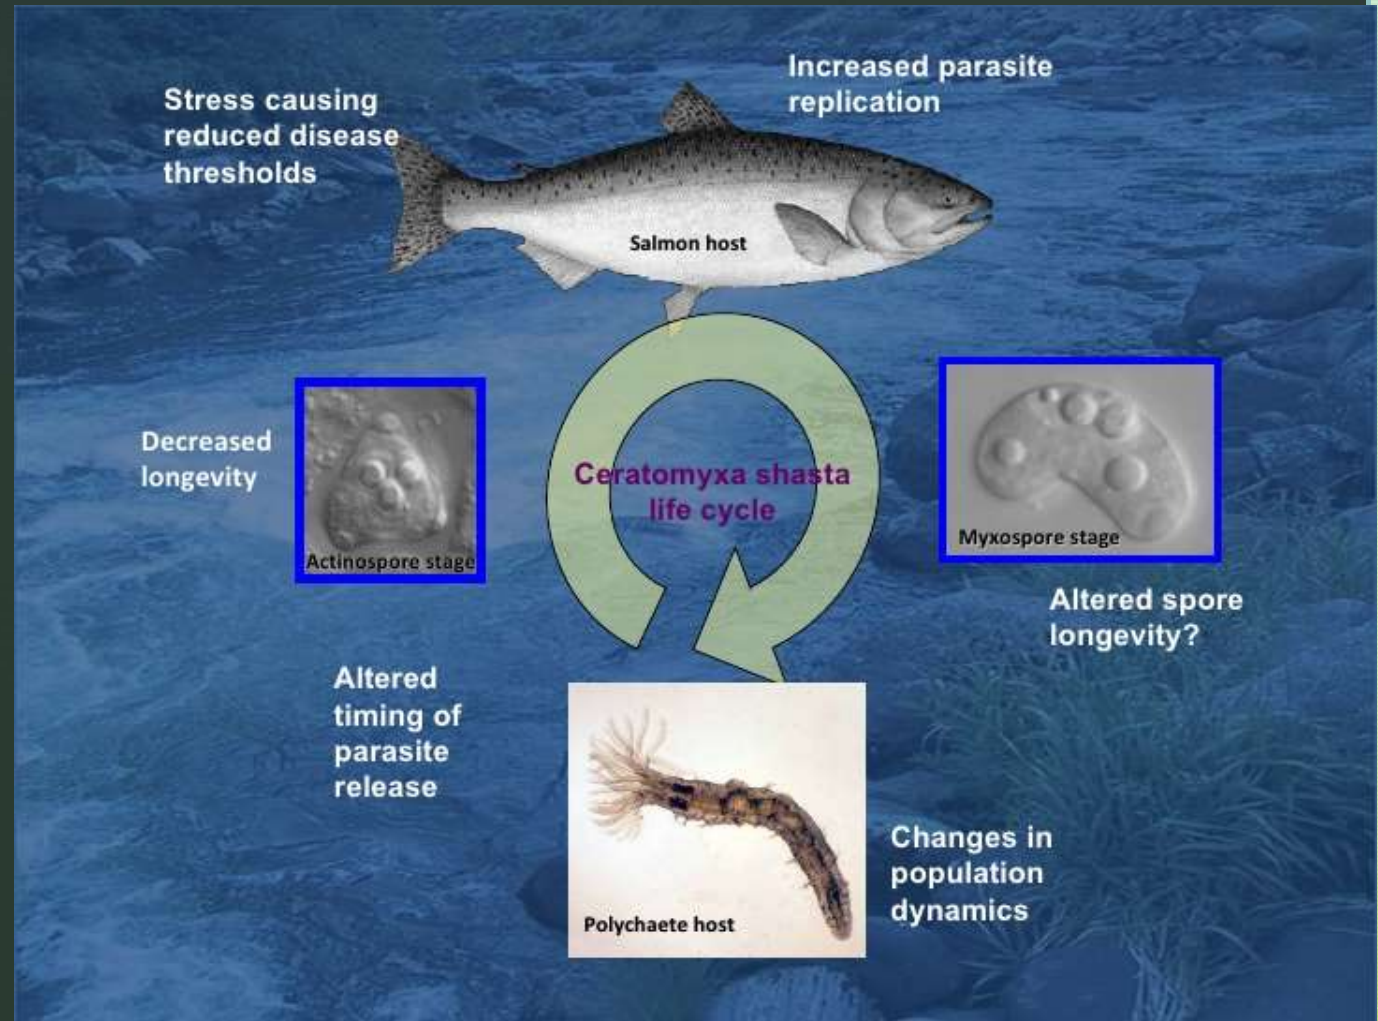 Stress causing
reduced disease
thresholds
Increased parasite
replication
Salmon host
Decreased
longevity
Actinospore stage
Ceratomyxa shasta
life cycle
Myxospore stage
Altered spore
longevity?
Altered
timing of
parasite
release
Polychaete host
Changes in
population
dynamics